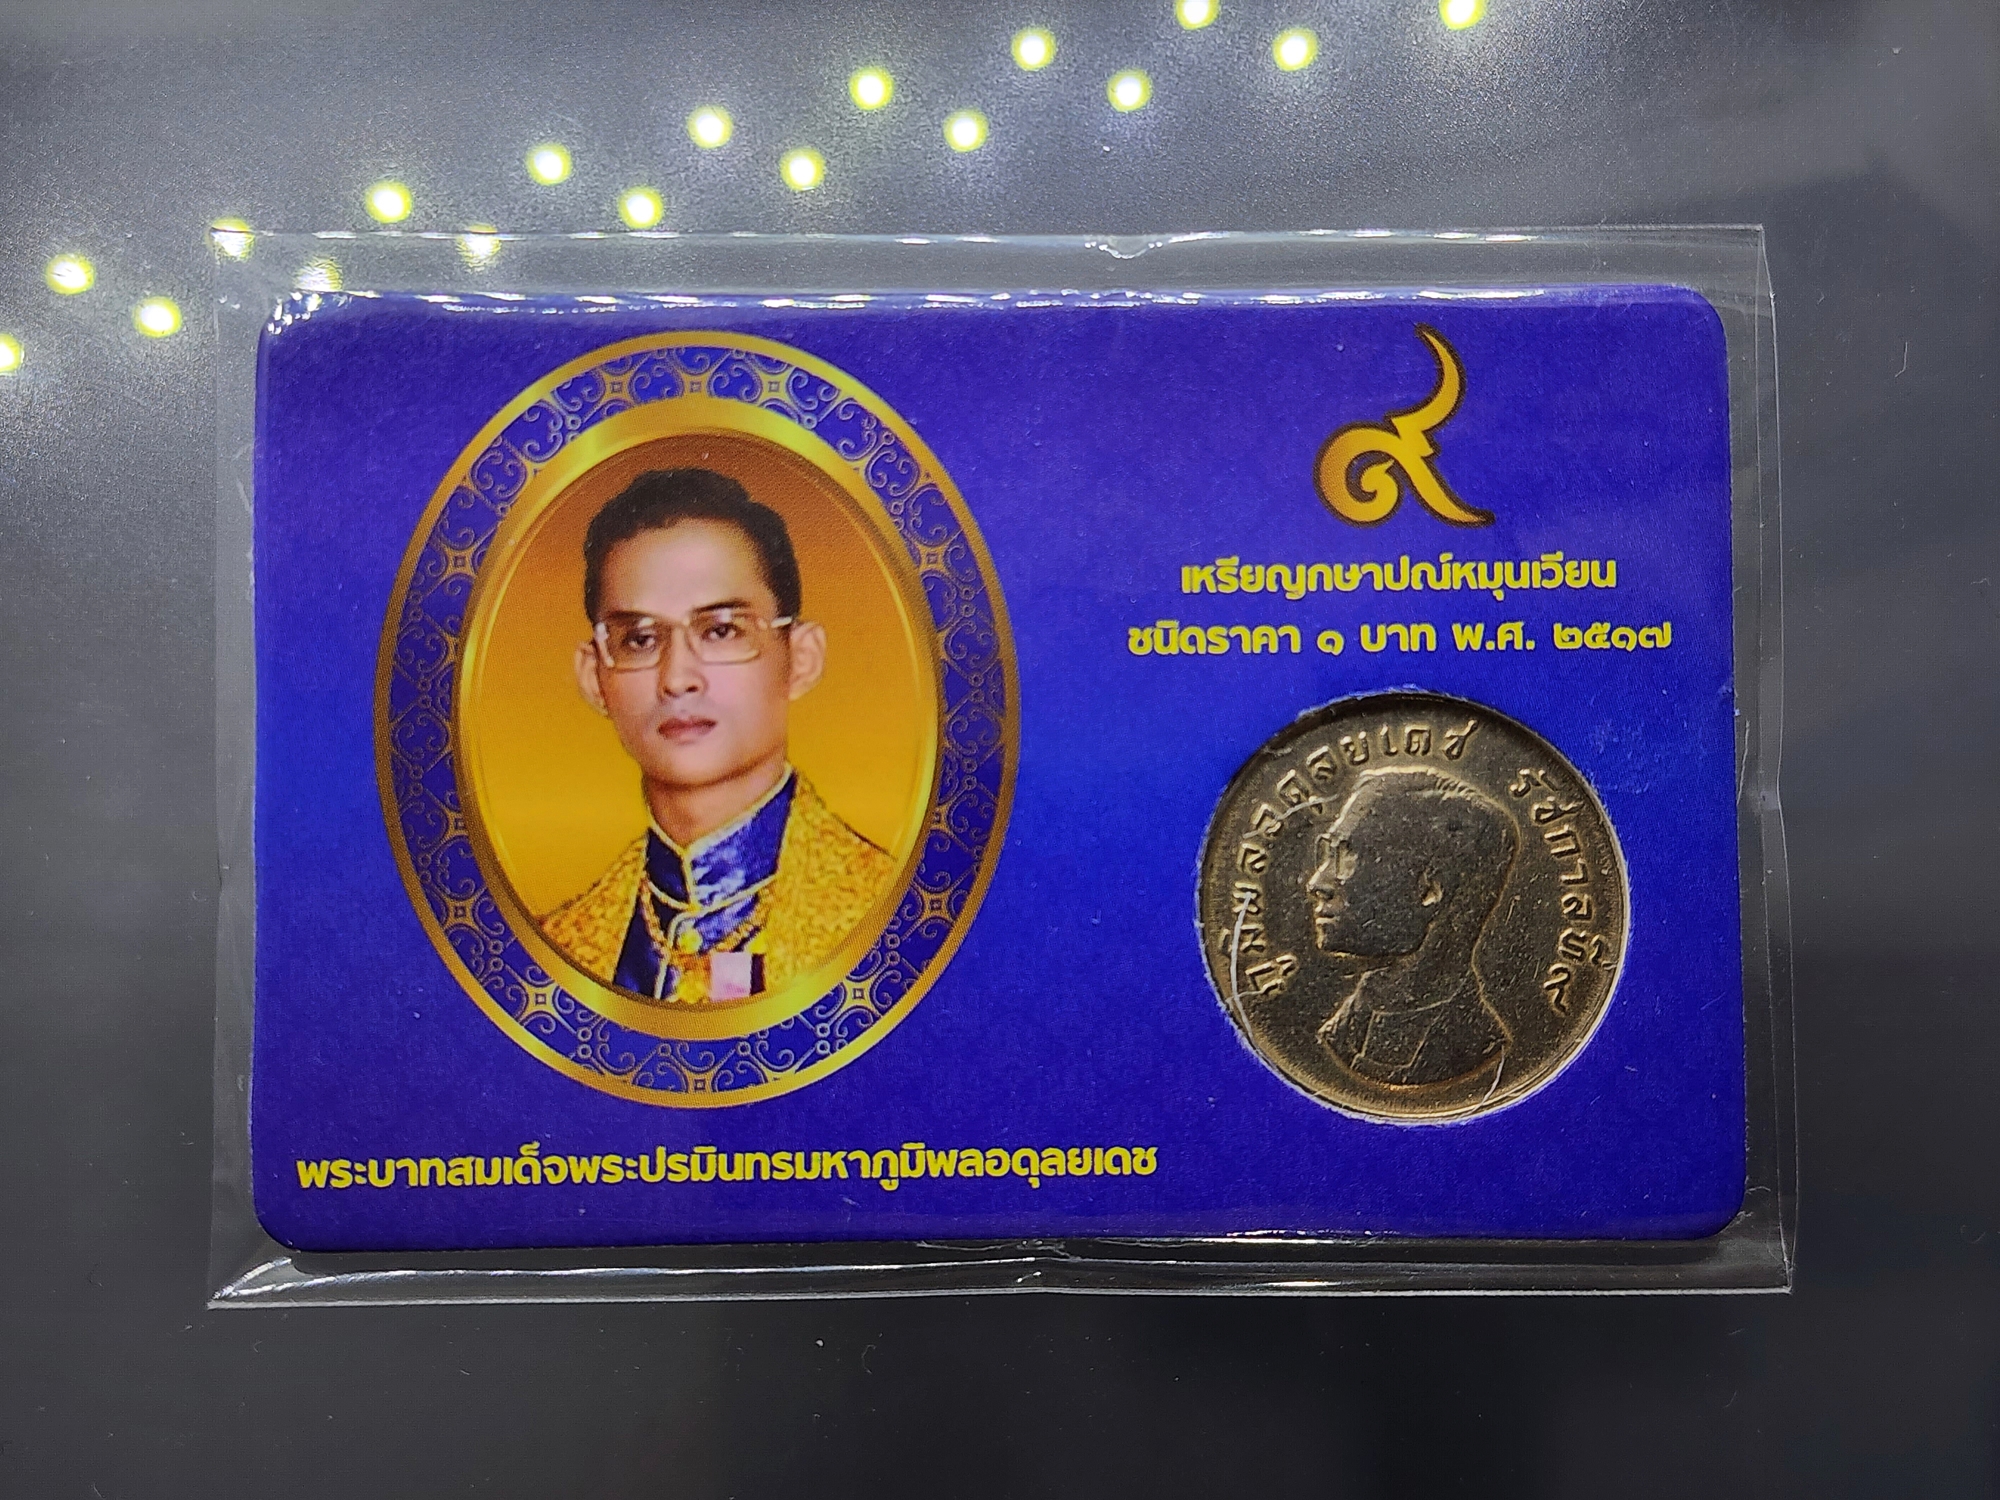 ๙
เหรียญกษาปณ์หมุนเวียน
ชนิดราคา ๑ บาท พ.ศ. ๒๕๑๗
ภูมิพลอดุลยเดช รัชกาลที่๙
พระบาทสมเด็จพระปรมินทรมหาภูมิพลอดุลยเดช